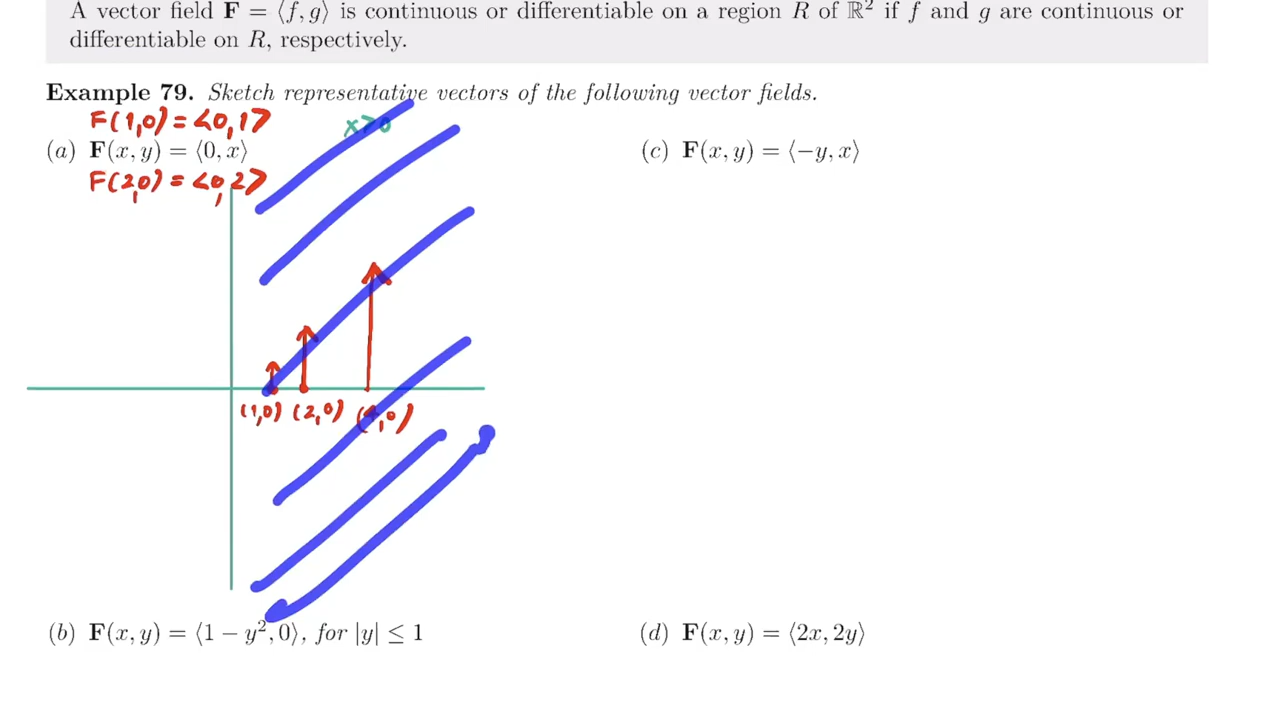 A vector field F = ⟨f, g⟩ is continuous or differentiable on a region R of ℝ² if f and g are continuous or
differentiable on R, respectively.
Example 79. Sketch representative vectors of the following vector fields.
F(1,0) = <0,1>
x>0
(a) F(x, y) = ⟨0, x⟩
F(2,0) = <0,2>
(1,0) (2,0) (4,0)
(b) F(x, y) = ⟨1 − y², 0⟩, for |y| ≤ 1
(c) F(x, y) = ⟨−y, x⟩
(d) F(x, y) = ⟨2x, 2y⟩